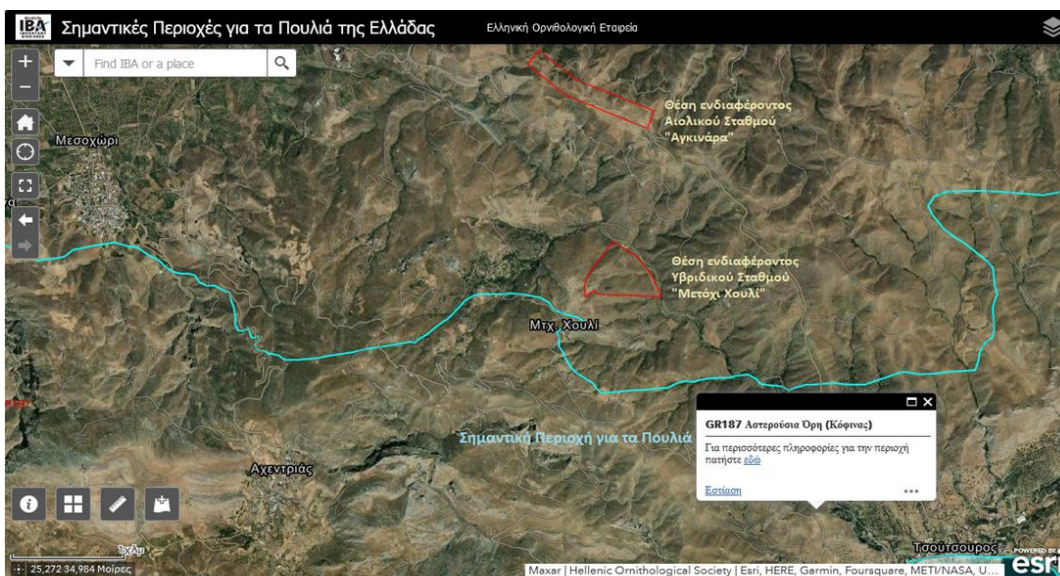 IBA Σημαντικές Περιοχές για τα Πουλιά της Ελλάδας
Ελληνική Ορνιθολογική Εταιρεία
Find IBA or a place
Θέση ενδιαφέροντος
Αιολικού Σταθμού
"Αγκινάρα"
Μεσοχώρι
Θέση ενδιαφέροντος
Υβριδικού Σταθμού
"Μετόχι Χουλί"
Μτχ. Χουλί
GR187 Αστερούσια Όρη (Κόφινας)
Για περισσότερες πληροφορίες για την περιοχή
πατήστε εδώ
Εστίαση
Σημαντική Περιοχή για τα Πουλιά
Αχεντριάς
Τσούτσουρος
1χλμ
25,272 34,984 Μοίρες
Maxar | Hellenic Ornithological Society | Esri, HERE, Garmin, Foursquare, METI/NASA, U...
POWERED BY
esri